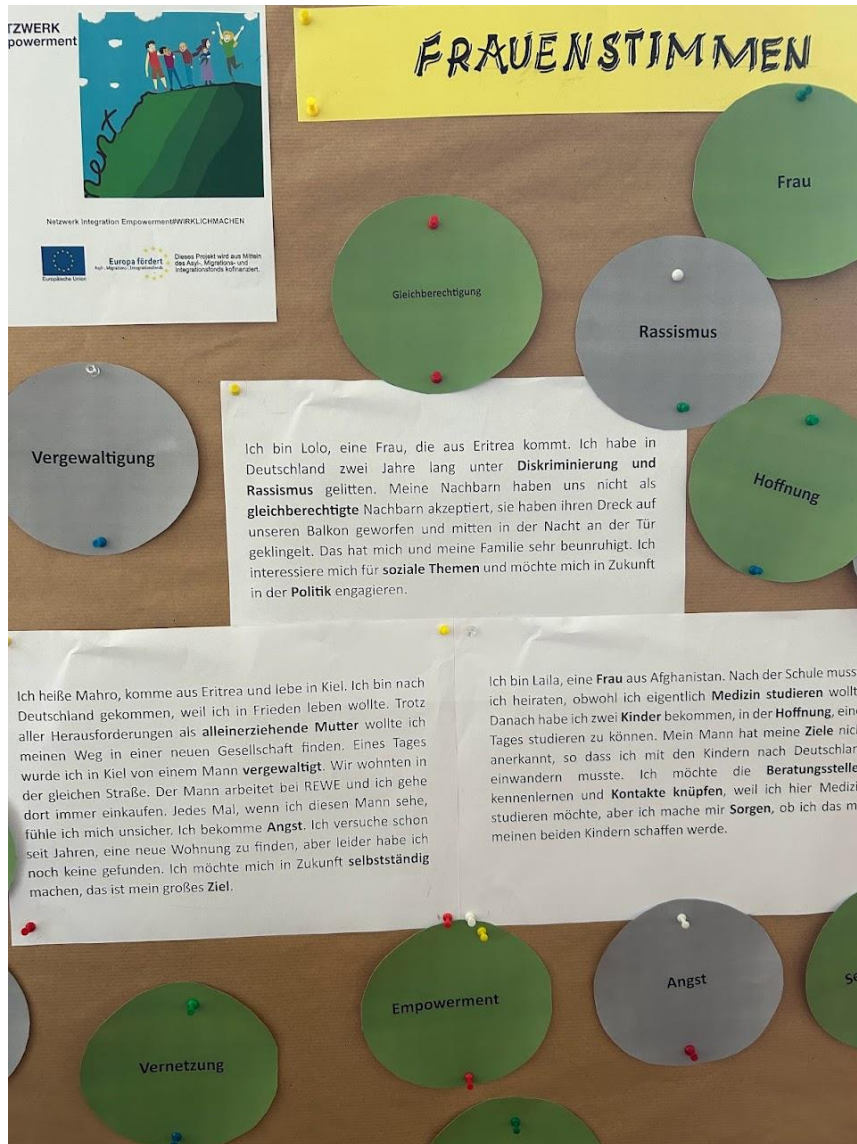 TZWERK
powerment
ment
Netzwerk Integration Empowerment#WIRKLICHMACHEN
Europäische Union
Europa fördert
Asyl-, Migrations-, Integrationsfonds
Dieses Projekt wird aus Mitteln
des Asyl-, Migrations- und
Integrationsfonds kofinanziert.
FRAUENSTIMMEN
Frau
Gleichberechtigung
Rassismus
Vergewaltigung
Hoffnung
Ich bin Lolo, eine Frau, die aus Eritrea kommt. Ich habe in
Deutschland zwei Jahre lang unter Diskriminierung und
Rassismus gelitten. Meine Nachbarn haben uns nicht als
gleichberechtigte Nachbarn akzeptiert, sie haben ihren Dreck auf
unseren Balkon geworfen und mitten in der Nacht an der Tür
geklingelt. Das hat mich und meine Familie sehr beunruhigt. Ich
interessiere mich für soziale Themen und möchte mich in Zukunft
in der Politik engagieren.
Ich heiße Mahro, komme aus Eritrea und lebe in Kiel. Ich bin nach
Deutschland gekommen, weil ich in Frieden leben wollte. Trotz
aller Herausforderungen als alleinerziehende Mutter wollte ich
meinen Weg in einer neuen Gesellschaft finden. Eines Tages
wurde ich in Kiel von einem Mann vergewaltigt. Wir wohnten in
der gleichen Straße. Der Mann arbeitet bei REWE und ich gehe
dort immer einkaufen. Jedes Mal, wenn ich diesen Mann sehe,
fühle ich mich unsicher. Ich bekomme Angst. Ich versuche schon
seit Jahren, eine neue Wohnung zu finden, aber leider habe ich
noch keine gefunden. Ich möchte mich in Zukunft selbstständig
machen, das ist mein großes Ziel.
Ich bin Laila, eine Frau aus Afghanistan. Nach der Schule muss
ich heiraten, obwohl ich eigentlich Medizin studieren wollt
Danach habe ich zwei Kinder bekommen, in der Hoffnung, eine
Tages studieren zu können. Mein Mann hat meine Ziele nic
anerkannt, so dass ich mit den Kindern nach Deutschlan
einwandern musste. Ich möchte die Beratungsstelle
kennenlernen und Kontakte knüpfen, weil ich hier Medizi
studieren möchte, aber ich mache mir Sorgen, ob ich das m
meinen beiden Kindern schaffen werde.
Empowerment
Angst
Se
Vernetzung